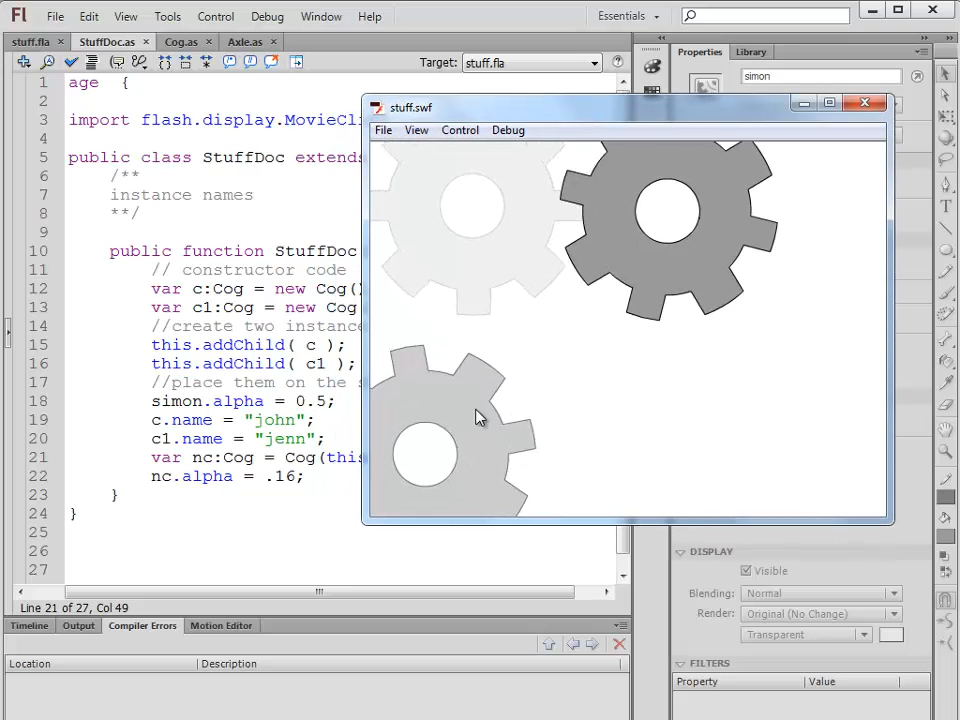 Fl File Edit View Tools Control Debug Window Help Essentials
stuff.fla × StuffDoc.as × Cog.as × Axle.as ×
Target: stuff.fla
Properties Library
simon
1 age {
2
3 import flash.display.MovieCli
4
5 public class StuffDoc extends
6 /**
7 instance names
8 **/
9
10 public function StuffDoc
11 // constructor code
12 var c:Cog = new Cog()
13 var c1:Cog = new Cog
14 //create two instance
15 this.addChild( c );
16 this.addChild( c1 );
17 //place them on the s
18 simon.alpha = 0.5;
19 c.name = "john";
20 c1.name = "jenn";
21 var nc:Cog = Cog(this
22 nc.alpha = .16;
23 }
24 }
25
26
27
stuff.swf
File View Control Debug
Line 21 of 27, Col 49
Timeline Output Compiler Errors Motion Editor
Location Description
DISPLAY
Visible
Blending: Normal
Render: Original (No Change)
Transparent
FILTERS
Property Value